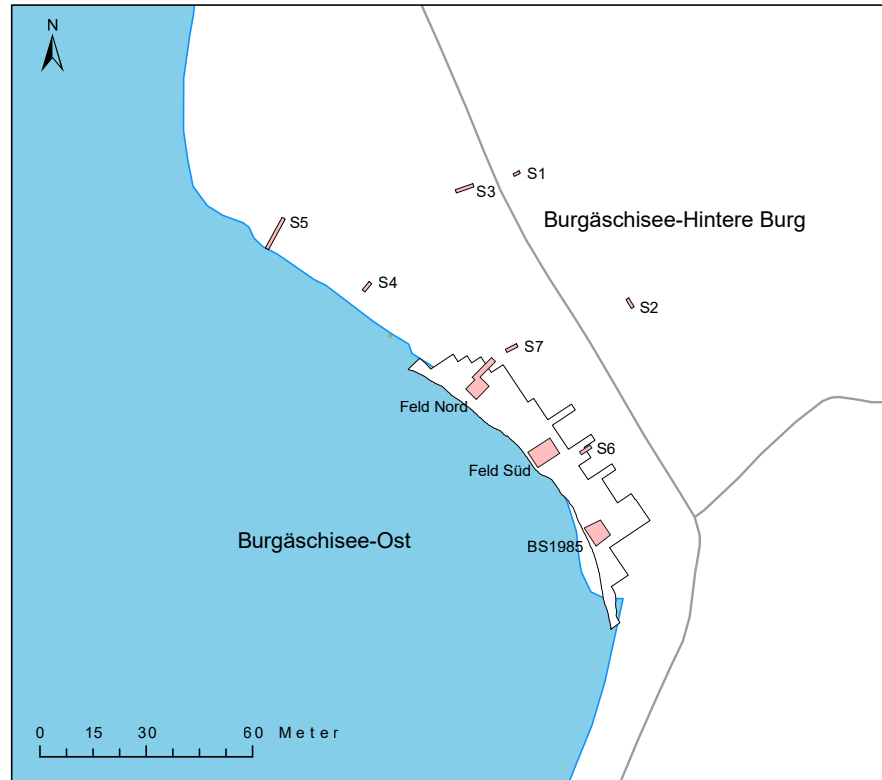 N
S1
S3
Burgäschisee-Hintere Burg
S5
S4
S2
S7
Feld Nord
S6
Feld Süd
Burgäschisee-Ost
BS1985
0 15 30 60 Meter